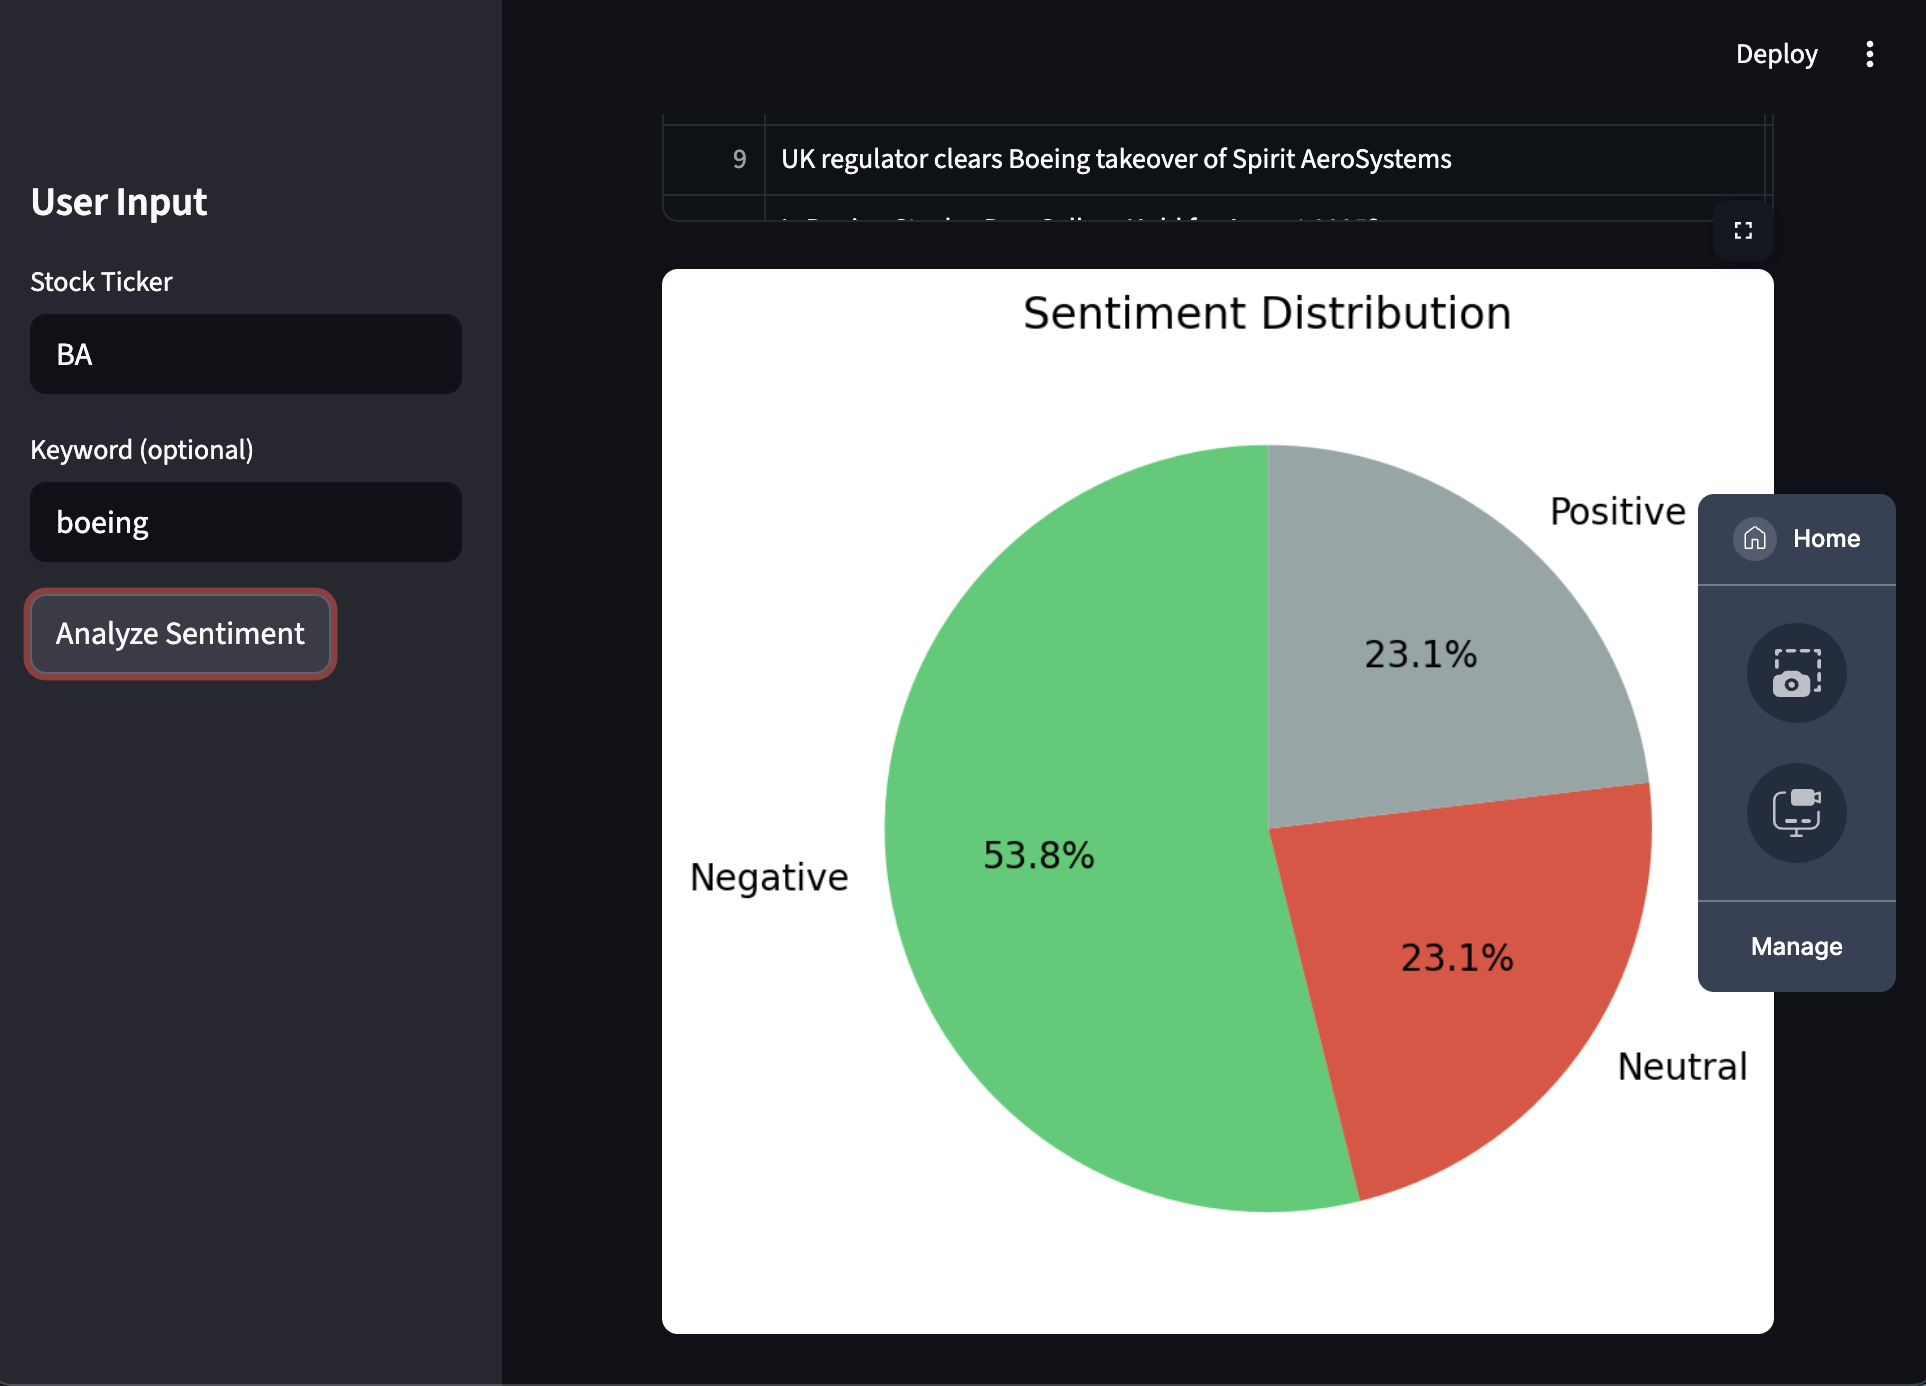 Deploy
User Input
Stock Ticker
BA
Keyword (optional)
boeing
Analyze Sentiment
9 UK regulator clears Boeing takeover of Spirit AeroSystems
Sentiment Distribution
Positive
23.1%
53.8%
Negative
23.1%
Neutral
Home
Manage